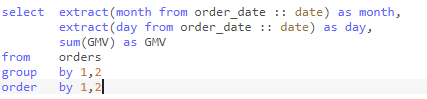 select  extract(month from order_date :: date) as month,
        extract(day from order_date :: date) as day,
        sum(GMV) as GMV
from    orders
group   by 1,2
order   by 1,2